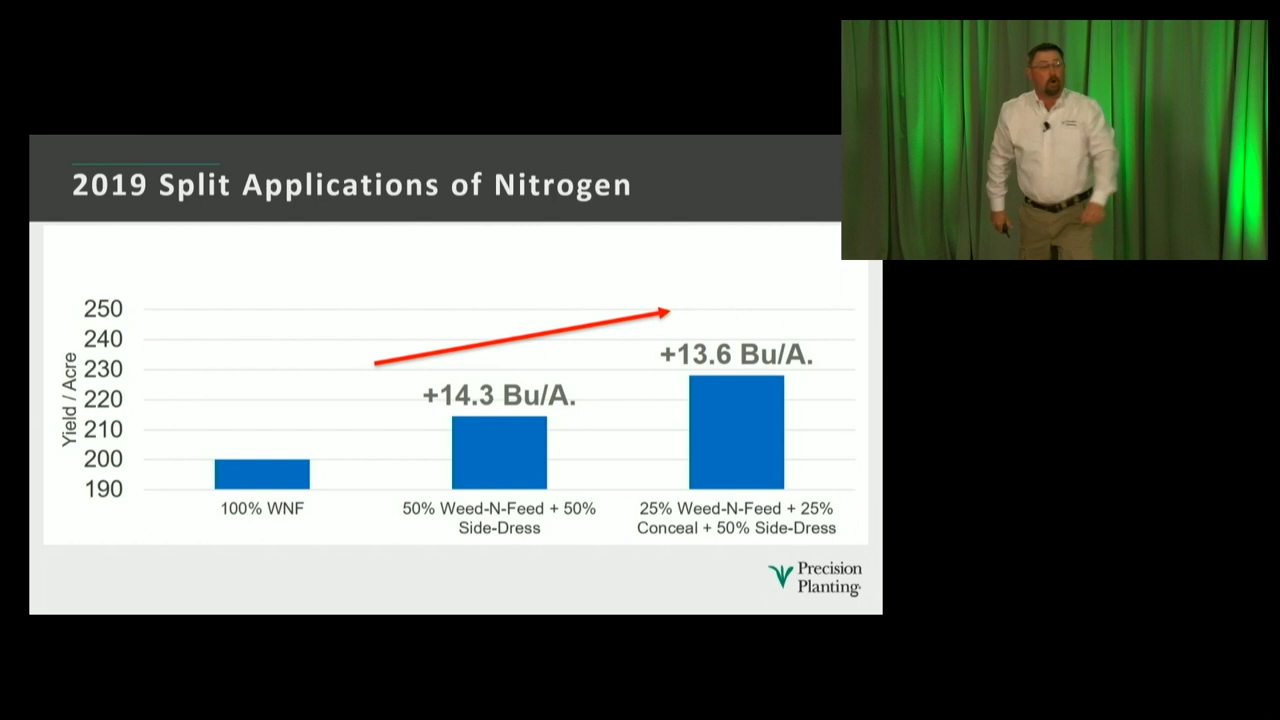 2019 Split Applications of Nitrogen
250
240
230
220
210
200
190
Yield / Acre
+14.3 Bu/A.
+13.6 Bu/A.
100% WNF
50% Weed-N-Feed + 50%
Side-Dress
25% Weed-N-Feed + 25%
Conceal + 50% Side-Dress
Precision
Planting